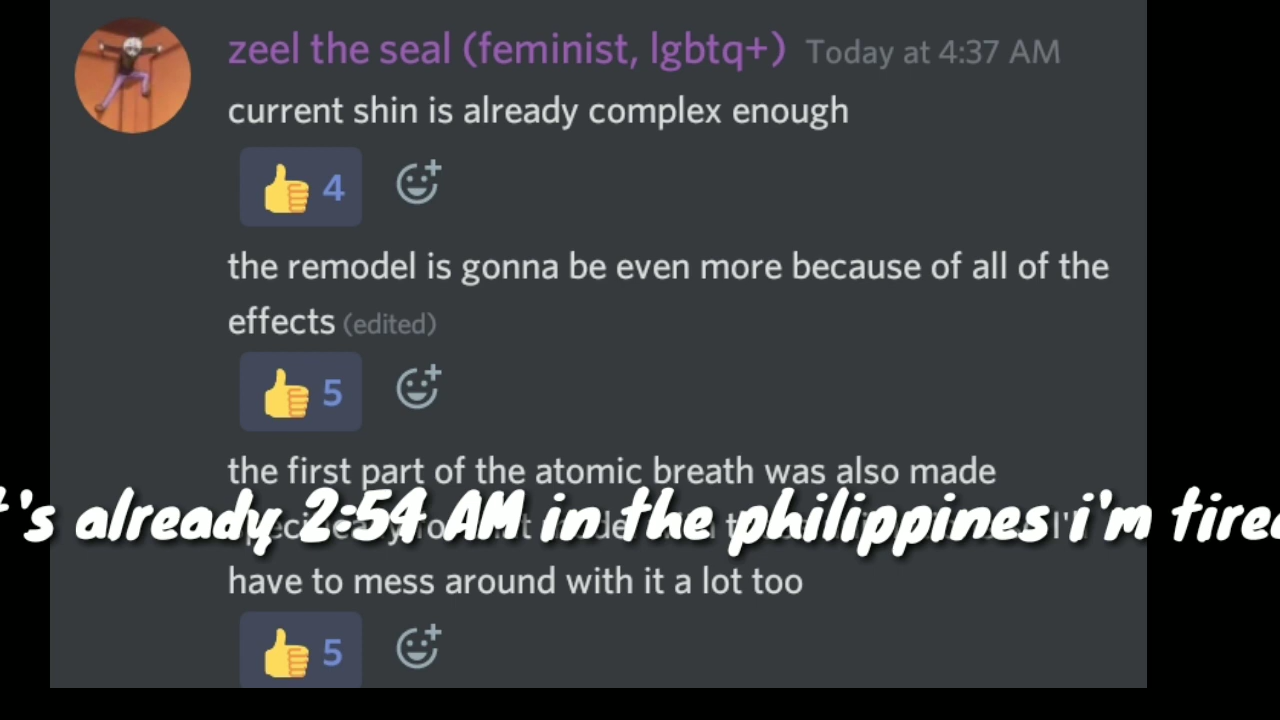 zeel the seal (feminist, lgbtq+) Today at 4:37 AM
current shin is already complex enough
👍 4
the remodel is gonna be even more because of all of the
effects (edited)
👍 5
the first part of the atomic breath was also made
t's already 2:54 AM in the philippines i'm tired
have to mess around with it a lot too
👍 5